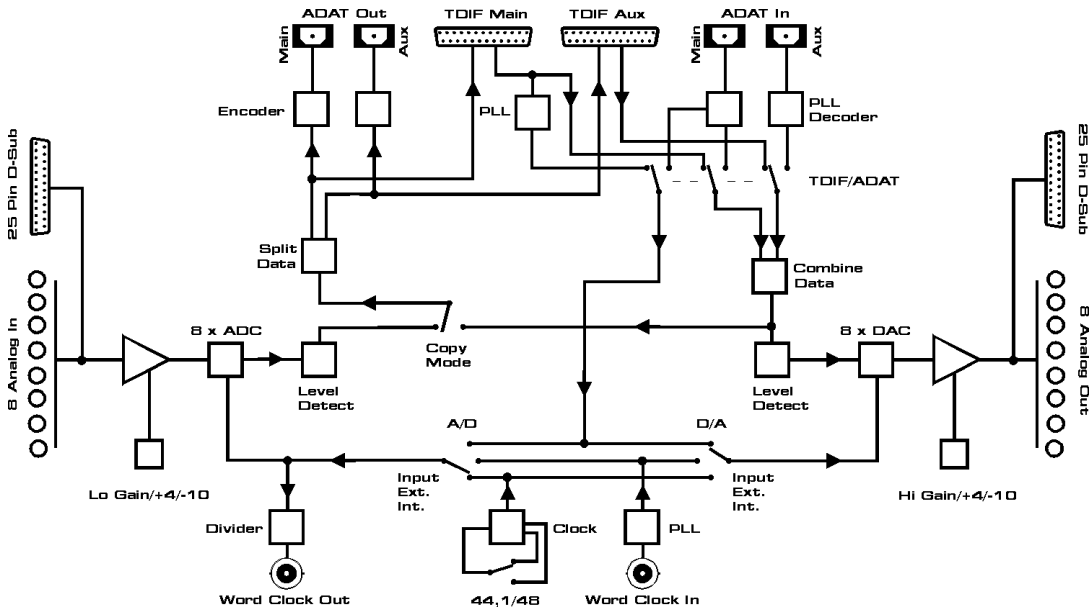 ADAT Out
TDIF Main
TDIF Aux
ADAT In
Main
Aux
Main
Aux
Encoder
PLL
PLL
Decoder
25 Pin D-Sub
25 Pin D-Sub
TDIF/ADAT
Split
Data
Combine
Data
8 Analog In
8 x ADC
Copy
Mode
8 x DAC
8 Analog Out
Level
Detect
Level
Detect
A/D
D/A
Input
Ext.
Int.
Input
Ext.
Int.
Lo Gain/+4/-10
Hi Gain/+4/-10
Divider
Clock
PLL
Word Clock Out
44,1/48
Word Clock In